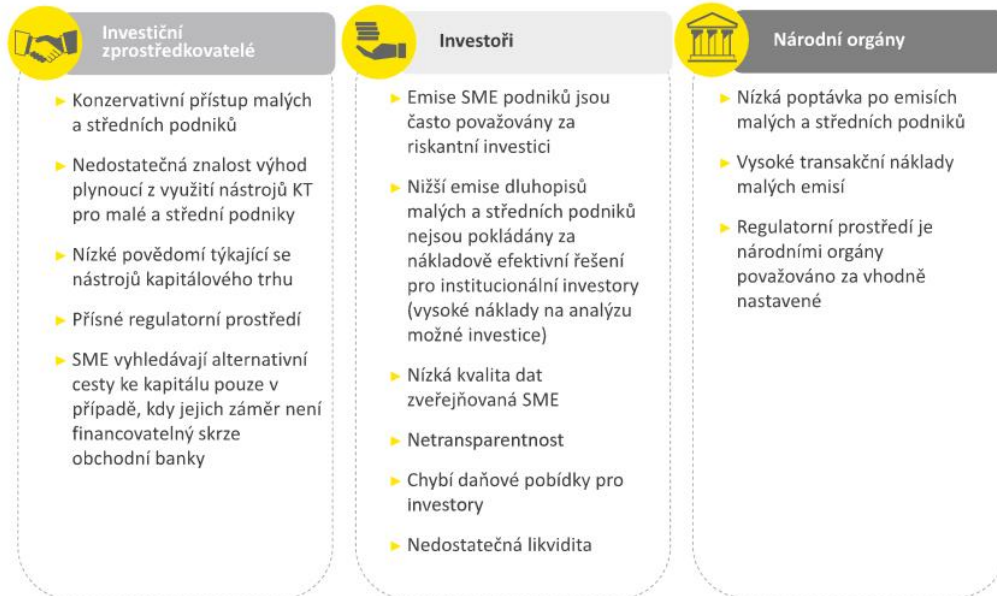 Investiční
zprostředkovatelé
Konzervativní přístup malých
a středních podniků
Nedostatečná znalost výhod
plynoucí z využití nástrojů KT
pro malé a střední podniky
Nízké povědomí týkající se
nástrojů kapitálového trhu
Přísné regulatorní prostředí
SME vyhledávají alternativní
cesty ke kapitálu pouze v
případě, kdy jejich záměr není
financovatelný skrze
obchodní banky
Investoři
Emise SME podniků jsou
často považovány za
riskantní investici
Nižší emise dluhopisů
malých a středních podniků
nejsou pokládány za
nákladově efektivní řešení
pro institucionální investory
(vysoké náklady na analýzu
možné investice)
Nízká kvalita dat
zveřejňovaná SME
Netransparentnost
Chybí daňové pobídky pro
investory
Nedostatečná likvidita
Národní orgány
Nízká poptávka po emisích
malých a středních podniků
Vysoké transakční náklady
malých emisí
Regulatorní prostředí je
národními orgány
považováno za vhodně
nastavené